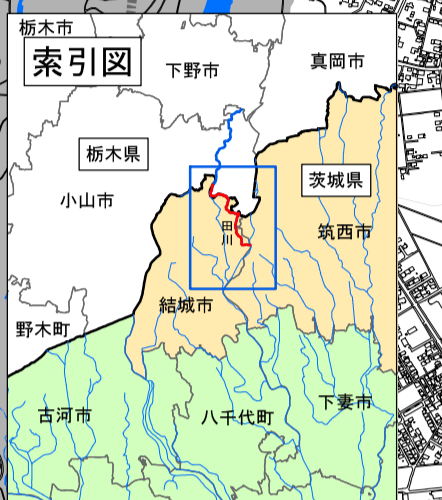 栃木市
索引図
下野市
真岡市
栃木県
茨城県
小山市
田川
筑西市
結城市
野木町
古河市
八千代町
下妻市